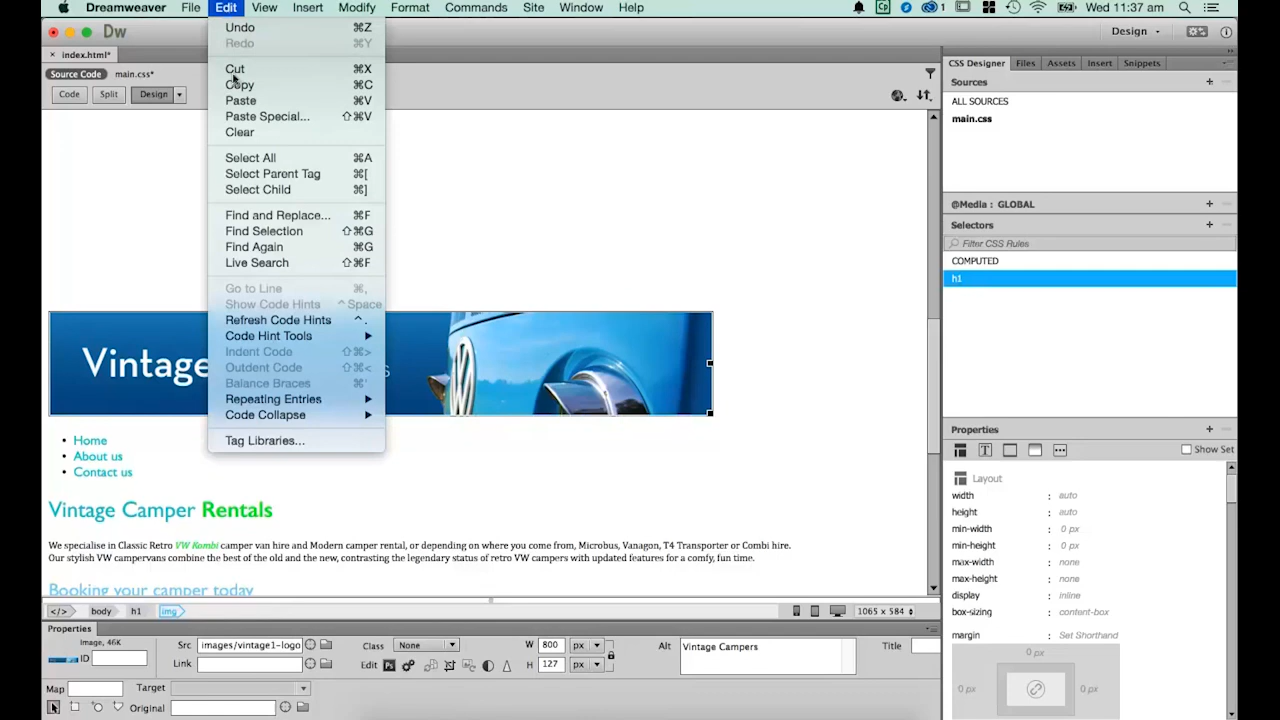 Dreamweaver File Edit View Insert Modify Format Commands Site Window Help
1 Wed 11:37 am
Dw
Design
× index.html*
Source Code main.css*
Code Split Design
Undo ⌘Z
Redo ⌘Y
Cut ⌘X
Copy ⌘C
Paste ⌘V
Paste Special... ⇧⌘V
Clear
Select All ⌘A
Select Parent Tag ⌘[
Select Child ⌘]
Find and Replace... ⌘F
Find Selection ⇧⌘G
Find Again ⌘G
Live Search ⇧⌘F
Go to Line ⌘,
Show Code Hints ^ Space
Refresh Code Hints ^ .
Code Hint Tools
Indent Code ⇧⌘>
Outdent Code ⇧⌘<
Balance Braces ⌘'
Repeating Entries
Code Collapse
Tag Libraries...
Vintage s
• Home
• About us
• Contact us
Vintage Camper Rentals
We specialise in Classic Retro VW Kombi camper van hire and Modern camper rental, or depending on where you come from, Microbus, Vanagon, T4 Transporter or Combi hire.
Our stylish VW campervans combine the best of the old and the new, contrasting the legendary status of retro VW campers with updated features for a comfy, fun time.
Booking your camper today
</> body h1 img 1065 x 584
Properties
Image, 46K Src images/vintage1-logo Class None W 800 px Alt Vintage Campers Title
ID Link Edit H 127 px
Map Target
Original
CSS Designer Files Assets Insert Snippets
Sources +
ALL SOURCES
main.css
@Media : GLOBAL +
Selectors +
Filter CSS Rules
COMPUTED
h1
Properties +
T Show Set
Layout
width : auto
height : auto
min-width : 0 px
min-height : 0 px
max-width : none
max-height : none
display : inline
box-sizing : content-box
margin : Set Shorthand
0 px
0 px 0 px